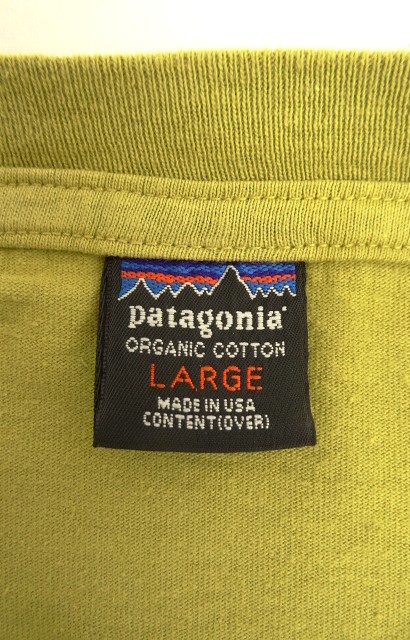 patagonia
ORGANIC COTTON
LARGE
MADE IN USA
CONTENT(OVER)